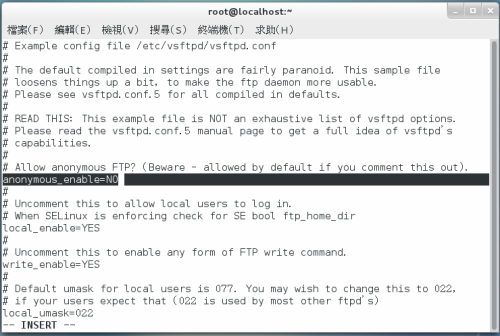 root@localhost:~
檔案(F) 編輯(E) 檢視(V) 搜尋(S) 終端機(T) 求助(H)
# Example config file /etc/vsftpd/vsftpd.conf
#
# The default compiled in settings are fairly paranoid. This sample file
# loosens things up a bit, to make the ftp daemon more usable.
# Please see vsftpd.conf.5 for all compiled in defaults.
#
# READ THIS: This example file is NOT an exhaustive list of vsftpd options.
# Please read the vsftpd.conf.5 manual page to get a full idea of vsftpd's
# capabilities.
#
# Allow anonymous FTP? (Beware - allowed by default if you comment this out).
anonymous_enable=NO
#
# Uncomment this to allow local users to log in.
# When SELinux is enforcing check for SE bool ftp_home_dir
local_enable=YES
#
# Uncomment this to enable any form of FTP write command.
write_enable=YES
#
# Default umask for local users is 077. You may wish to change this to 022,
# if your users expect that (022 is used by most other ftpd's)
local_umask=022
-- INSERT --